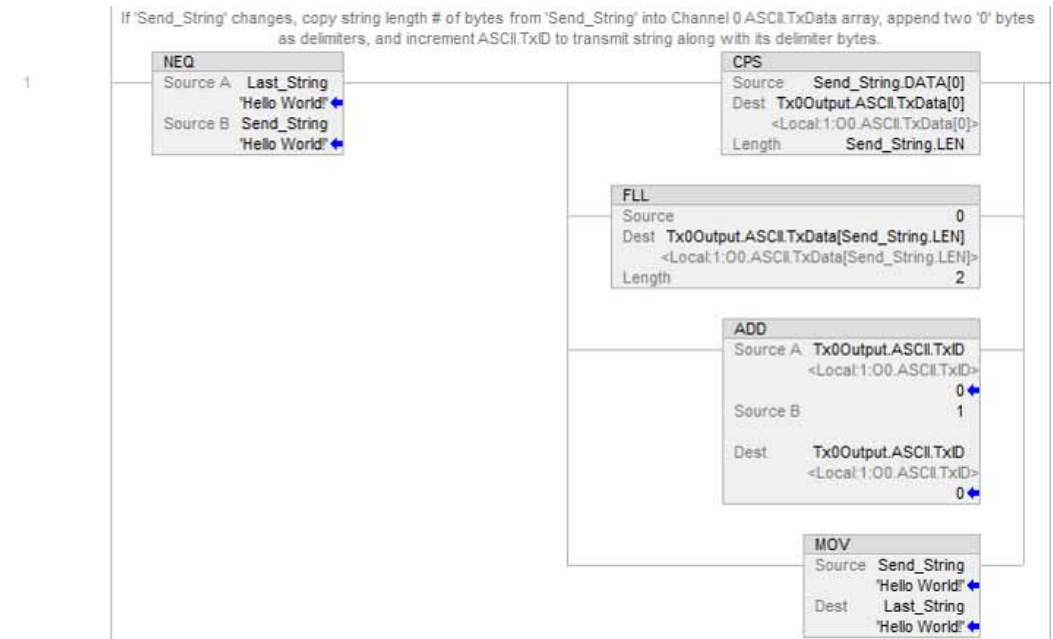 If 'Send_String' changes, copy string length # of bytes from 'Send_String' into Channel 0 ASCII.TxData array, append two '0' bytes
as delimiters, and increment ASCII.TxID to transmit string along with its delimiter bytes.
1
NEQ
Source A Last_String
'Hello World!'
Source B Send_String
'Hello World!'
CPS
Source Send_String.DATA[0]
Dest Tx0Output.ASCII.TxData[0]
<Local:1:O0.ASCII.TxData[0]>
Length Send_String.LEN
FLL
Source 0
Dest Tx0Output.ASCII.TxData[Send_String.LEN]
<Local:1:O0.ASCII.TxData[Send_String.LEN]>
Length 2
ADD
Source A Tx0Output.ASCII.TxID
<Local:1:O0.ASCII.TxID>
0
Source B 1
Dest Tx0Output.ASCII.TxID
<Local:1:O0.ASCII.TxID>
0
MOV
Source Send_String
'Hello World!'
Dest Last_String
'Hello World!'